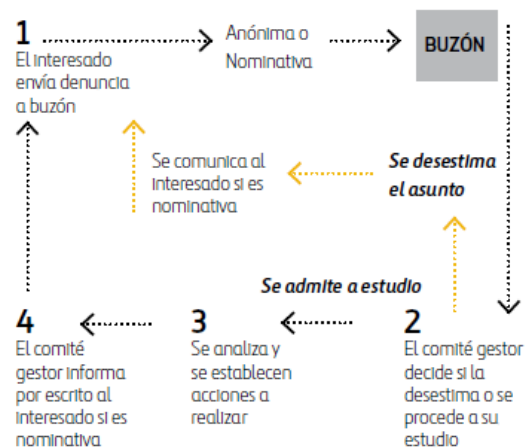 1
El interesado
envía denuncia
a buzón
Anónima o
Nominativa
BUZÓN
Se comunica al
interesado si es
nominativa
Se desestima
el asunto
Se admite a estudio
4
El comité
gestor informa
por escrito al
interesado si es
nominativa
3
Se analiza y
se establecen
acciones a
realizar
2
El comité gestor
decide si la
desestima o se
procede a su
estudio